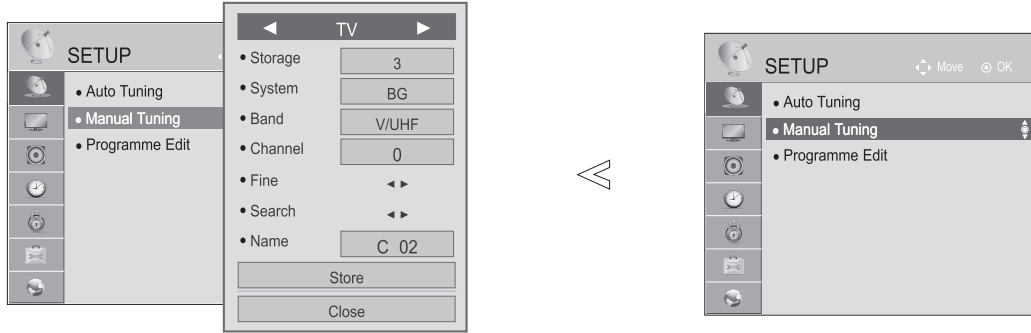 SETUP
• Auto Tuning
• Manual Tuning
• Programme Edit
◄ TV ►
• Storage 3
• System BG
• Band V/UHF
• Channel 0
• Fine ◄ ►
• Search ◄ ►
• Name C 02
Store
Close
SETUP Move OK
• Auto Tuning
• Manual Tuning
• Programme Edit